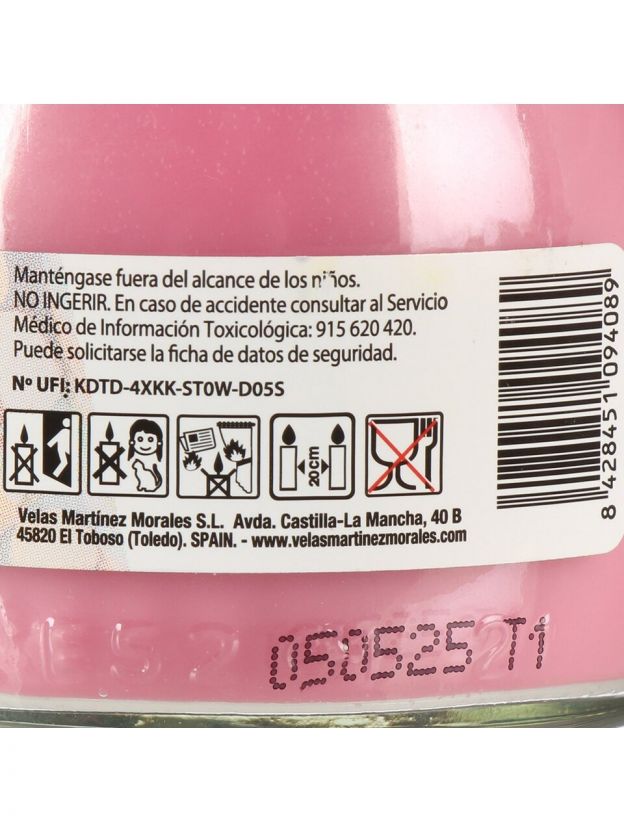 Manténgase fuera del alcance de los niños.
NO INGERIR. En caso de accidente consultar al Servicio
Médico de Información Toxicológica: 915 620 420.
Puede solicitarse la ficha de datos de seguridad.
Nº UFI: KDTD-4XKK-ST0W-D05S
20cm
Velas Martínez Morales S.L. Avda. Castilla-La Mancha, 40 B
45820 El Toboso (Toledo). SPAIN. - www.velasmartinezmorales.com
8 428451 094089
050525 T1